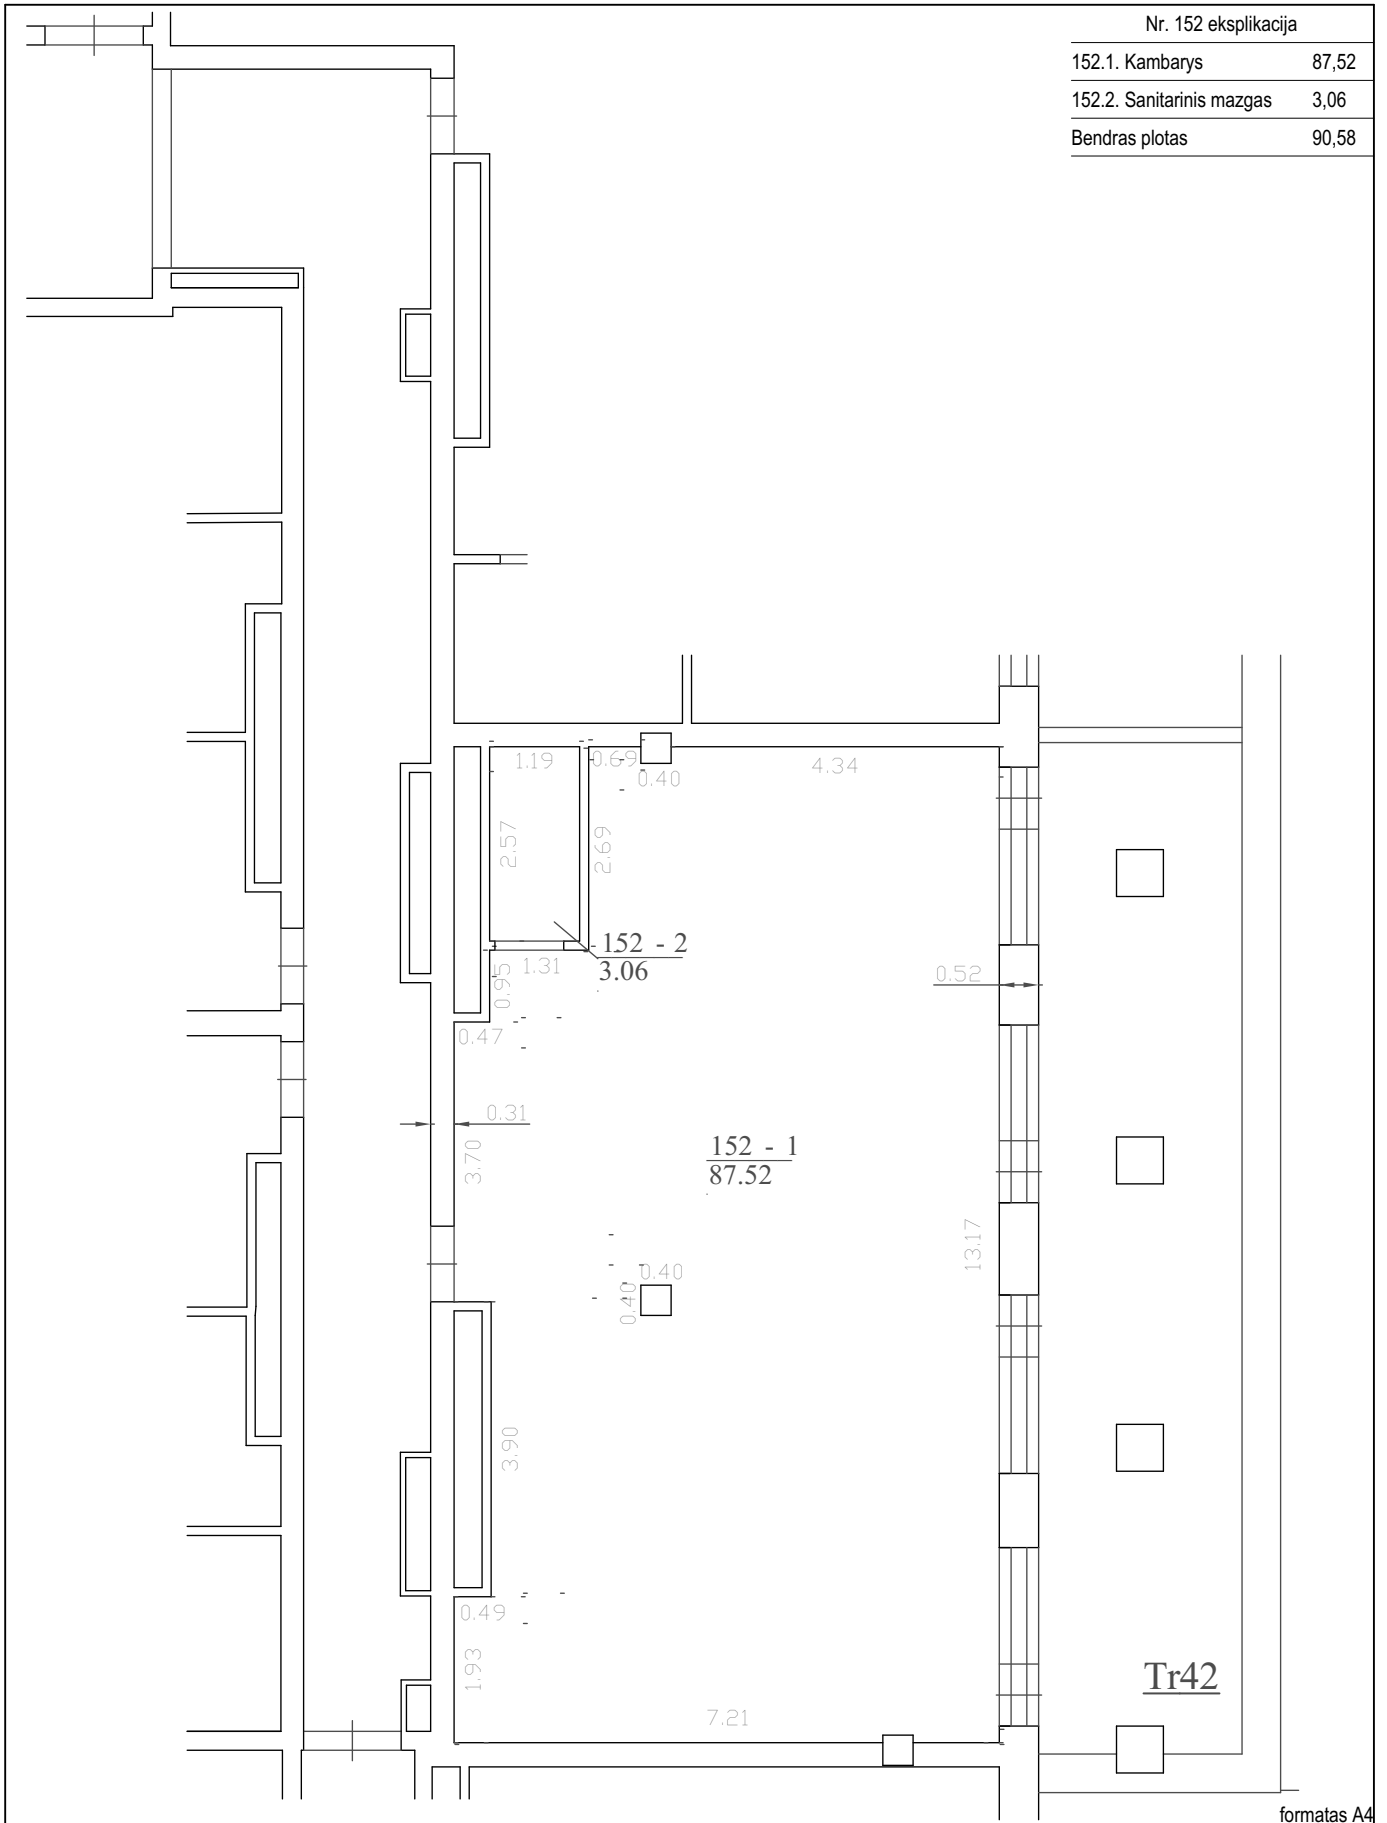 Nr. 152 eksplikacija
152.1. Kambarys 87,52
152.2. Sanitarinis mazgas 3,06
Bendras plotas 90,58
1.19
0.69
0.40
4.34
2.57
2.69
152 - 2
3.06
1.31
0.95
0.52
0.47
0.31
3.70
152 - 1
87.52
13.17
0.40
0.40
3.90
0.49
1.93
7.21
Tr42
formatas A4